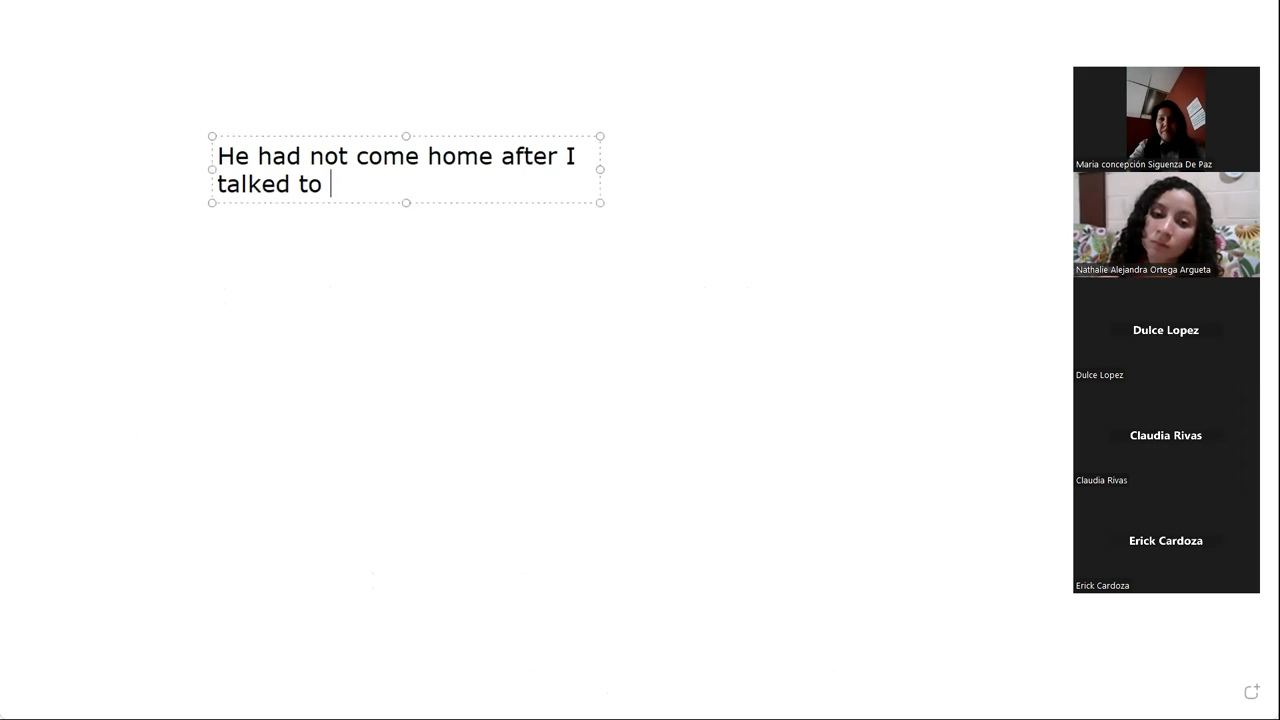 He had not come home after I
talked to
Maria concepción Siguenza De Paz
Nathalie Alejandra Ortega Argueta
Dulce Lopez
Dulce Lopez
Claudia Rivas
Claudia Rivas
Erick Cardoza
Erick Cardoza